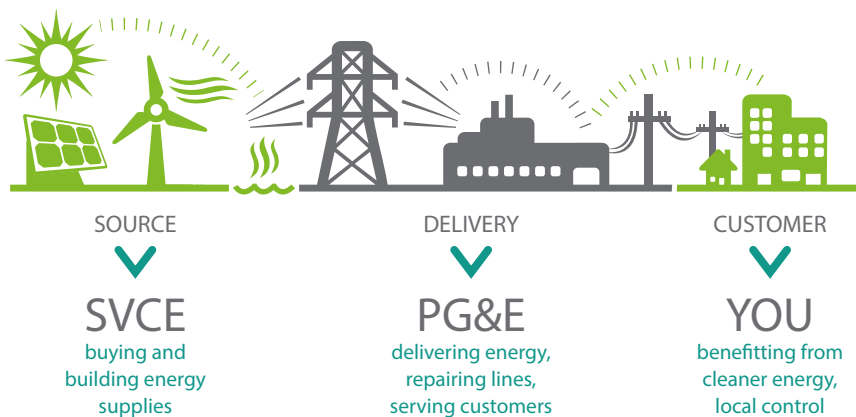 SOURCE
SVCE
buying and
building energy
supplies
DELIVERY
PG&E
delivering energy,
repairing lines,
serving customers
CUSTOMER
YOU
benefitting from
cleaner energy,
local control